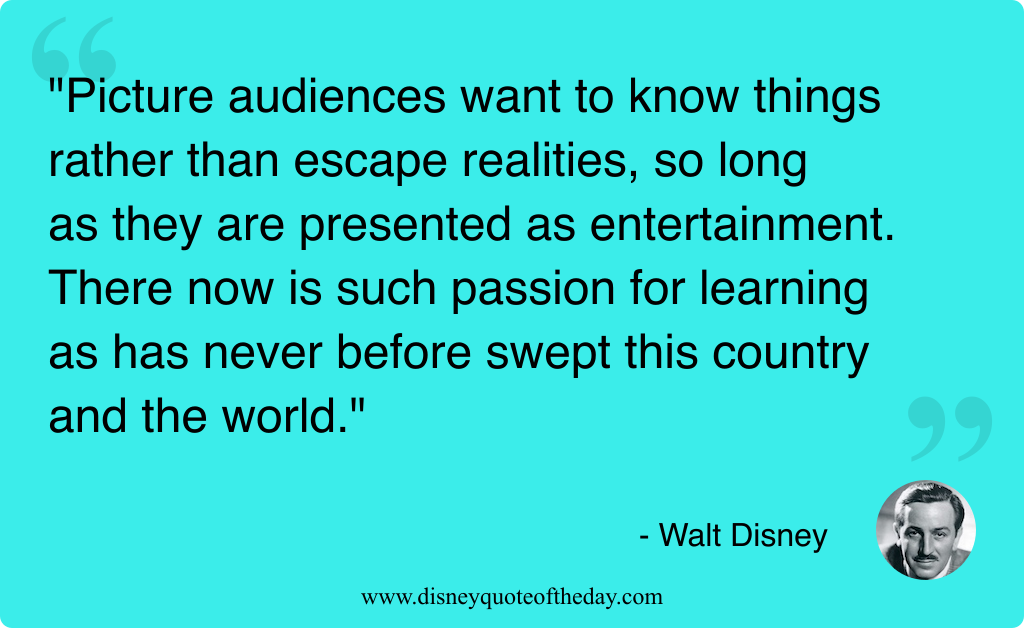 "Picture audiences want to know things
rather than escape realities, so long
as they are presented as entertainment.
There now is such passion for learning
as has never before swept this country
and the world."
- Walt Disney
www.disneyquoteoftheday.com